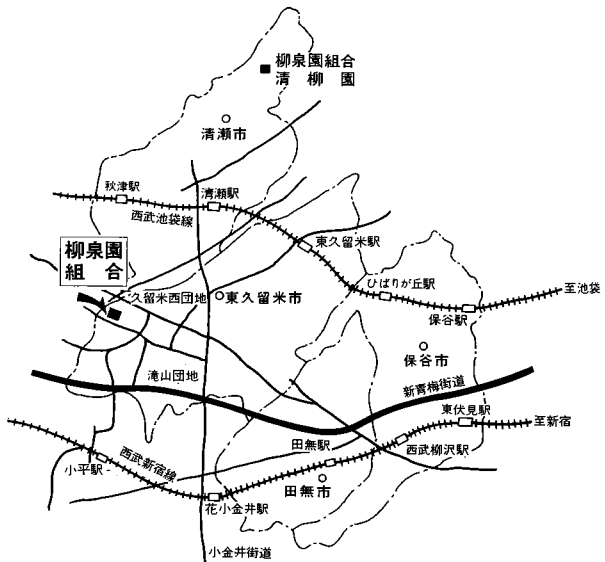 柳泉園組合
清柳園
清瀬市
秋津駅
清瀬駅
西武池袋線
柳泉園
組合
東久留米駅
久留米西団地
東久留米市
ひばりが丘駅
至池袋
保谷駅
保谷市
滝山団地
新青梅街道
東伏見駅
至新宿
田無駅
西武柳沢駅
西武新宿線
小平駅
田無市
花小金井駅
小金井街道